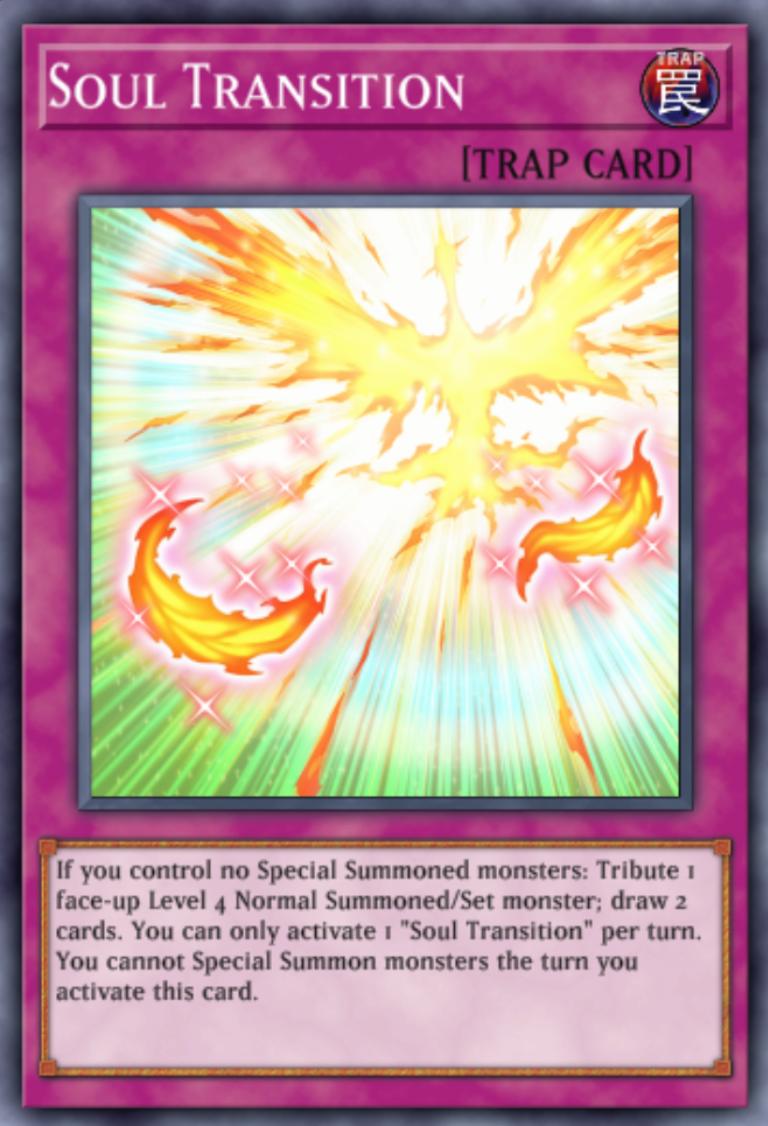 SOUL TRANSITION
TRAP
罠
[TRAP CARD]
If you control no Special Summoned monsters: Tribute 1
face-up Level 4 Normal Summoned/Set monster; draw 2
cards. You can only activate 1 "Soul Transition" per turn.
You cannot Special Summon monsters the turn you
activate this card.